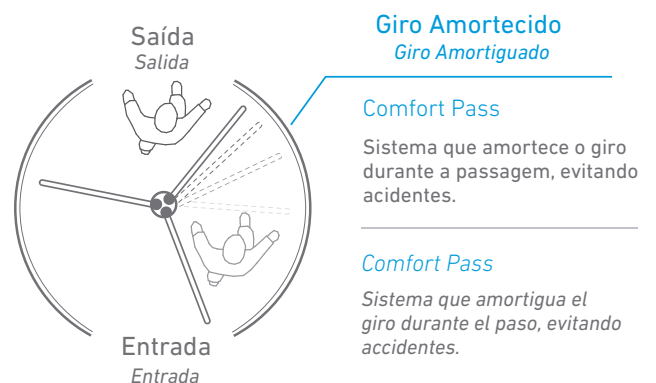 Saída
Salida
Giro Amortecido
Giro Amortiguado
Comfort Pass
Sistema que amortece o giro
durante a passagem, evitando
acidentes.
Comfort Pass
Sistema que amortigua el
giro durante el paso, evitando
accidentes.
Entrada
Entrada